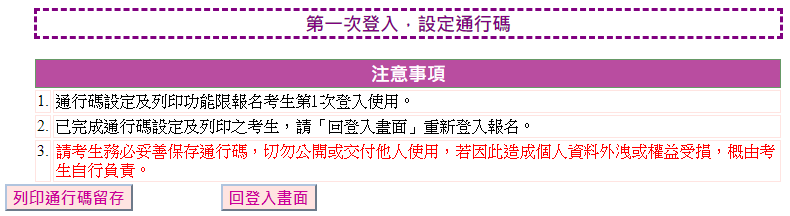 第一次登入．設定通行碼
注意事項
1. 通行碼設定及列印功能限報名考生第1次登入使用。
2. 已完成通行碼設定及列印之考生，請「回登入畫面」重新登入報名。
3. 請考生務必妥善保存通行碼，切勿公開或交付他人使用，若因此造成個人資料外洩或權益受損，概由考
生自行負責。
列印通行碼留存 回登入畫面